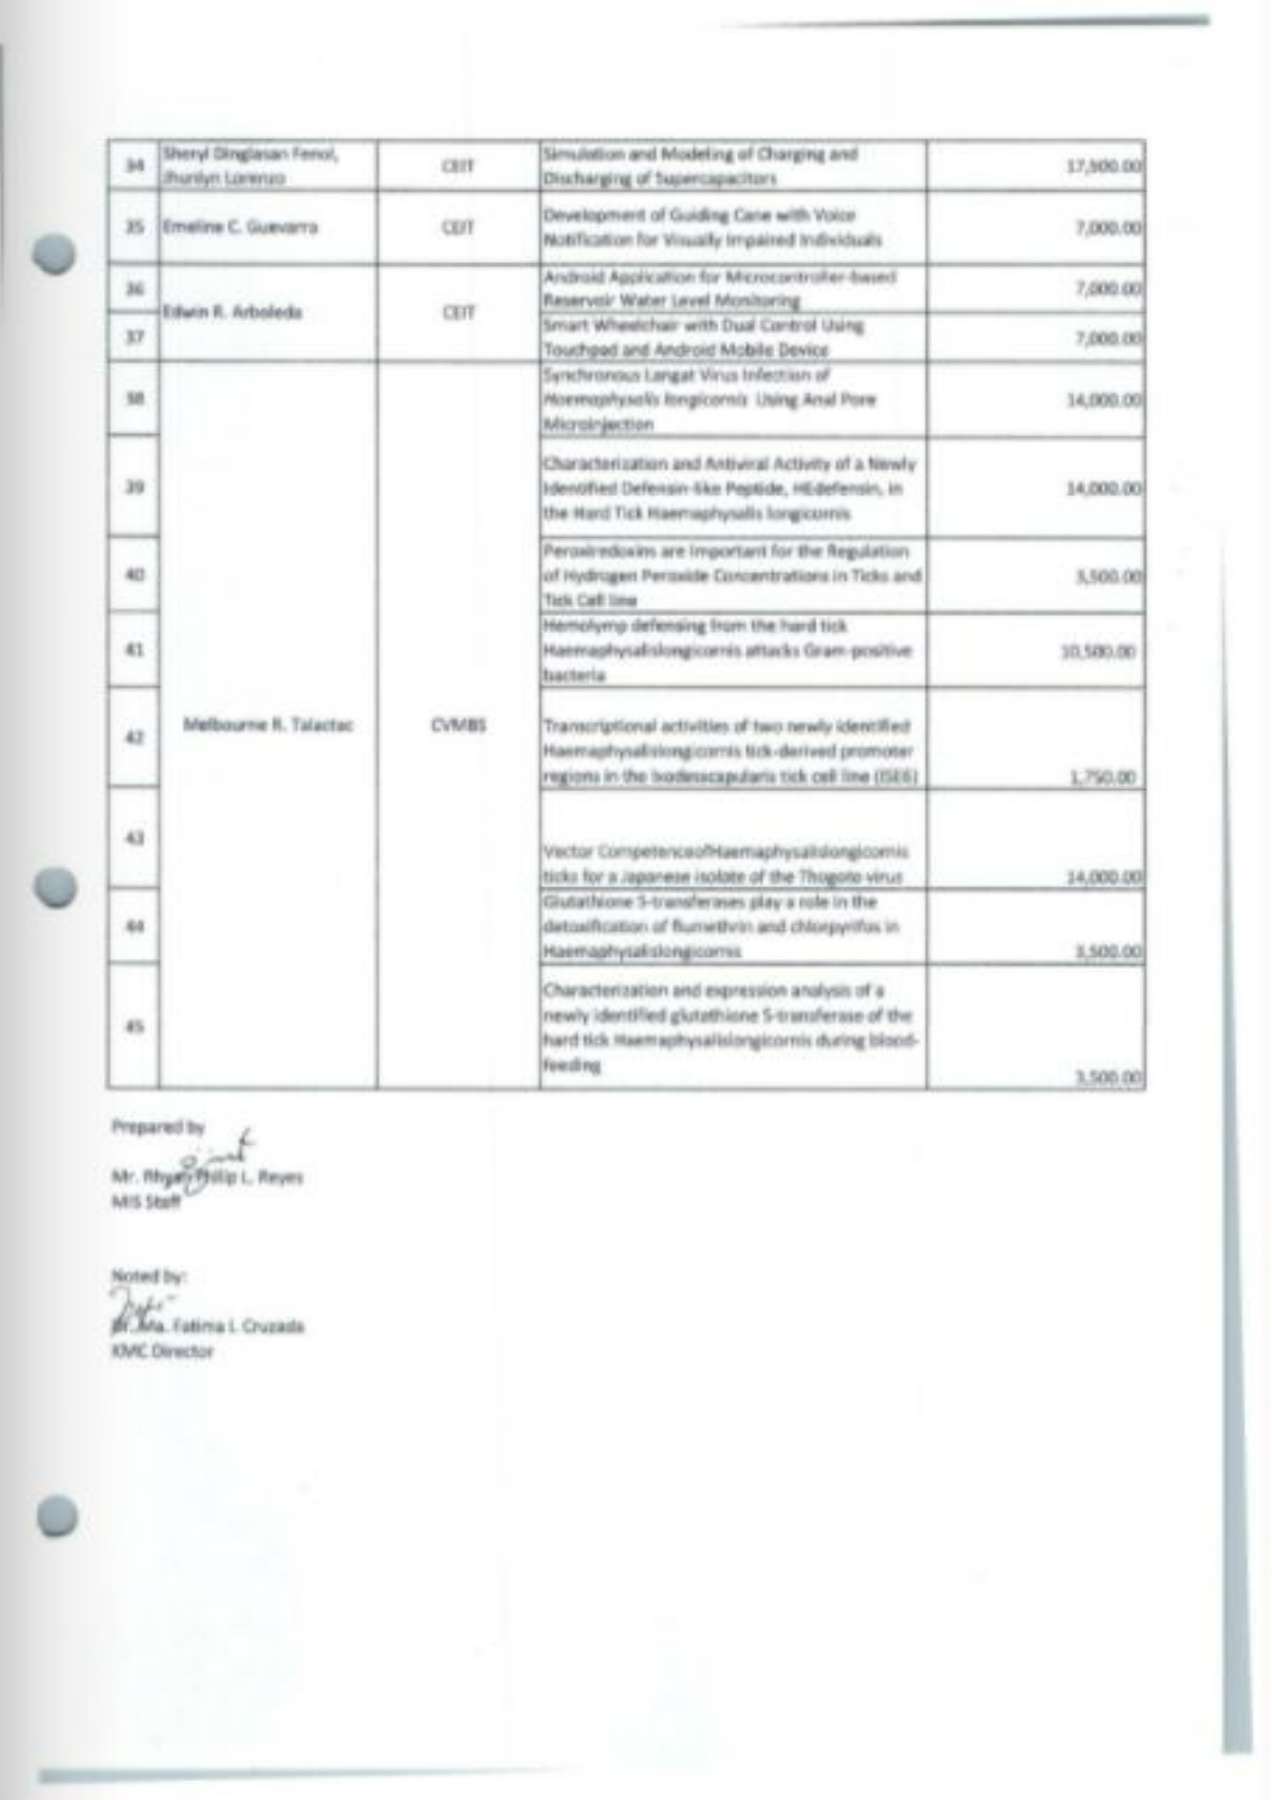 34 Sheryl Dinglasan Fenol, CEIT Simulation and Modeling of Charging and 17,500.00
Jhunlyn Lorenzo Discharging of Supercapacitors
35 Emeline C. Guevarra CEIT Development of Guiding Cane with Voice 7,000.00
Notification for Visually Impaired Individuals
36 Edwin R. Arboleda CEIT Android Application for Microcontroller-based 7,000.00
Reservoir Water Level Monitoring
37 Smart Wheelchair with Dual Control Using 7,000.00
Touchpad and Android Mobile Device
38 Synchronous Langat Virus Infection of
Haemaphysalis longicornis Using Anal Pore 14,000.00
Microinjection
39 Characterization and Antiviral Activity of a Newly
Identified Defensin-like Peptide, HEdefensin, in 14,000.00
the Hard Tick Haemaphysalis longicornis
40 Peroxiredoxins are Important for the Regulation
of Hydrogen Peroxide Concentrations in Ticks and 3,500.00
Tick Cell line
41 Hemolymp defensing from the hard tick
Haemaphysalislongicornis attacks Gram-positive 10,500.00
bacteria
Melbourne R. Talactac CVMBS
42 Transcriptional activities of two newly identified
Haemaphysalislongicornis tick-derived promoter
regions in the Ixodesscapularis tick cell line (ISE6) 1,750.00
43 Vector CompetenceofHaemaphysalislongicornis
ticks for a Japanese isolate of the Thogoto virus 14,000.00
44 Glutathione S-transferases play a role in the
detoxification of flumethrin and chlorpyrifos in
Haemaphysalislongicornis 3,500.00
45 Characterization and expression analysis of a
newly identified glutathione S-transferase of the
hard tick Haemaphysalislongicornis during blood-
feeding 3,500.00
Prepared by
Mr. Rhyan Philip L. Reyes
MIS Staff
Noted by:
Dr. Ma. Fatima I. Cruzada
KMC Director